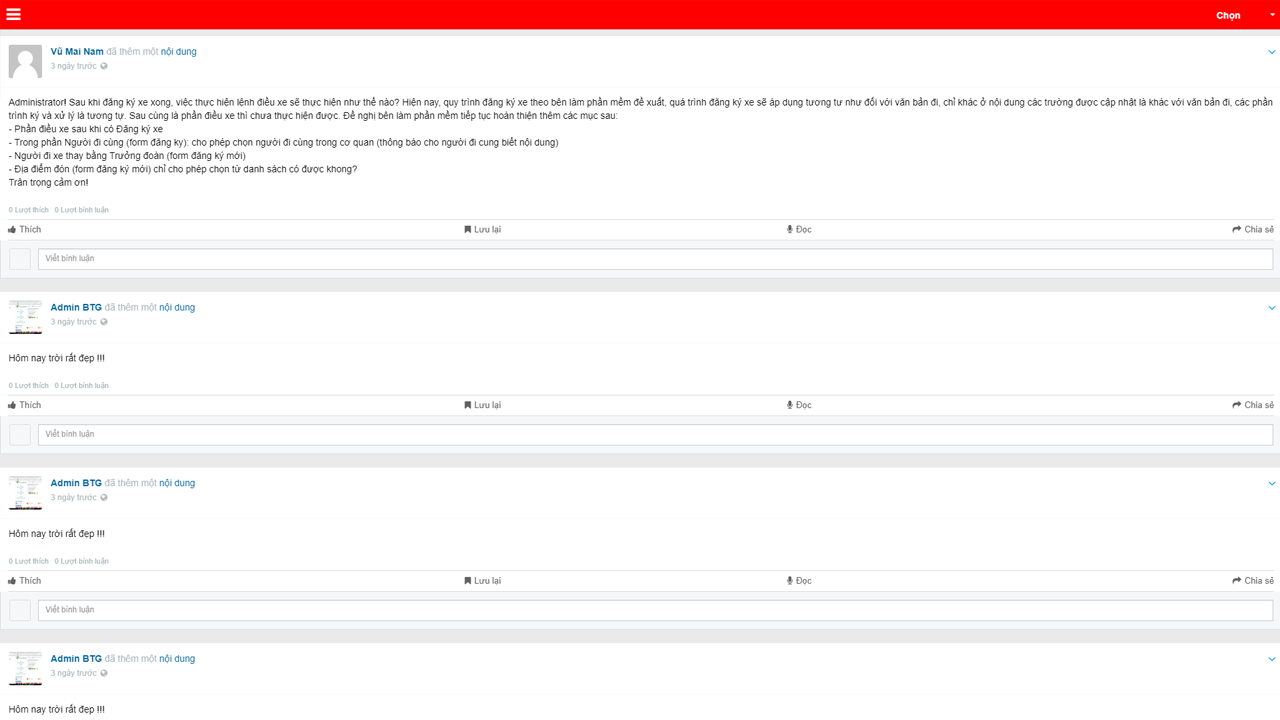 Chọn
Vũ Mai Nam đã thêm một nội dung
3 ngày trước
Administrator! Sau khi đăng ký xe xong, việc thực hiện lệnh điều xe sẽ thực hiện như thế nào? Hiện nay, quy trình đăng ký xe theo bên làm phần mềm đề xuất, quá trình đăng ký xe sẽ áp dụng tương tự như đối với văn bản đi, chỉ khác ở nội dung các trường được cập nhật là khác với văn bản đi, các phần
trình ký và xử lý là tương tự. Sau cùng là phần điều xe thì chưa thực hiện được. Đề nghị bên làm phần mềm tiếp tục hoàn thiện thêm các mục sau:
- Phần điều xe sau khi có Đăng ký xe
- Trong phần Người đi cùng (form đăng ky): cho phép chọn người đi cùng trong cơ quan (thông báo cho người đi cung biết nội dung)
- Người đi xe thay bằng Trưởng đoàn (form đăng ký mới)
- Địa điểm đón (form đăng ký mới) chỉ cho phép chọn từ danh sách có được khong?
Trân trọng cảm ơn!
0 Lượt thích 0 Lượt bình luận
Thích Lưu lại Đọc Chia sẻ
Viết bình luận
Admin BTG đã thêm một nội dung
3 ngày trước
Hôm nay trời rất đẹp !!!
0 Lượt thích 0 Lượt bình luận
Thích Lưu lại Đọc Chia sẻ
Viết bình luận
Admin BTG đã thêm một nội dung
3 ngày trước
Hôm nay trời rất đẹp !!!
0 Lượt thích 0 Lượt bình luận
Thích Lưu lại Đọc Chia sẻ
Viết bình luận
Admin BTG đã thêm một nội dung
3 ngày trước
Hôm nay trời rất đẹp !!!